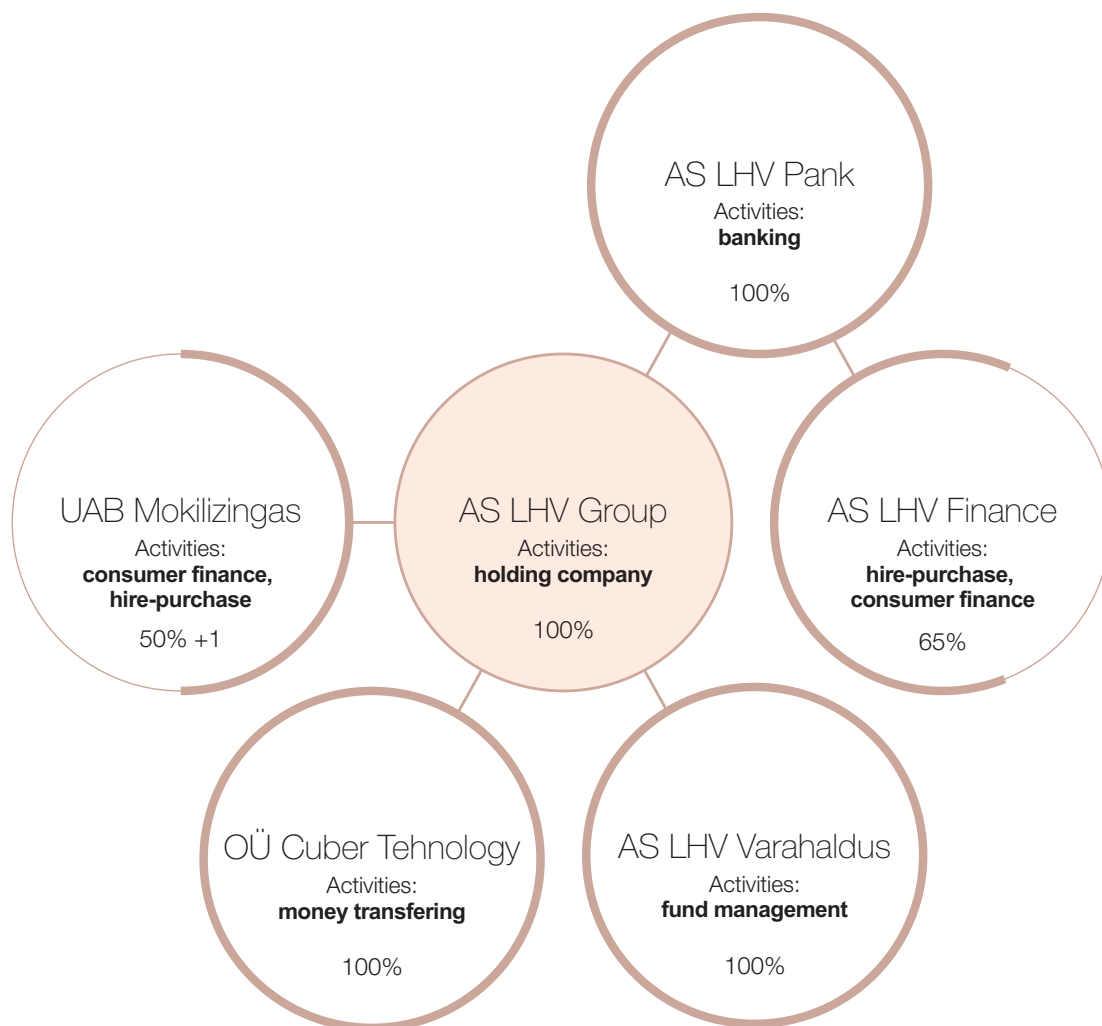 AS LHV Pank
Activities:
banking
100%
UAB Mokilizingas
Activities:
consumer finance,
hire-purchase
50% +1
AS LHV Group
Activities:
holding company
100%
AS LHV Finance
Activities:
hire-purchase,
consumer finance
65%
OÜ Cuber Tehnology
Activities:
money transfering
100%
AS LHV Varahaldus
Activities:
fund management
100%